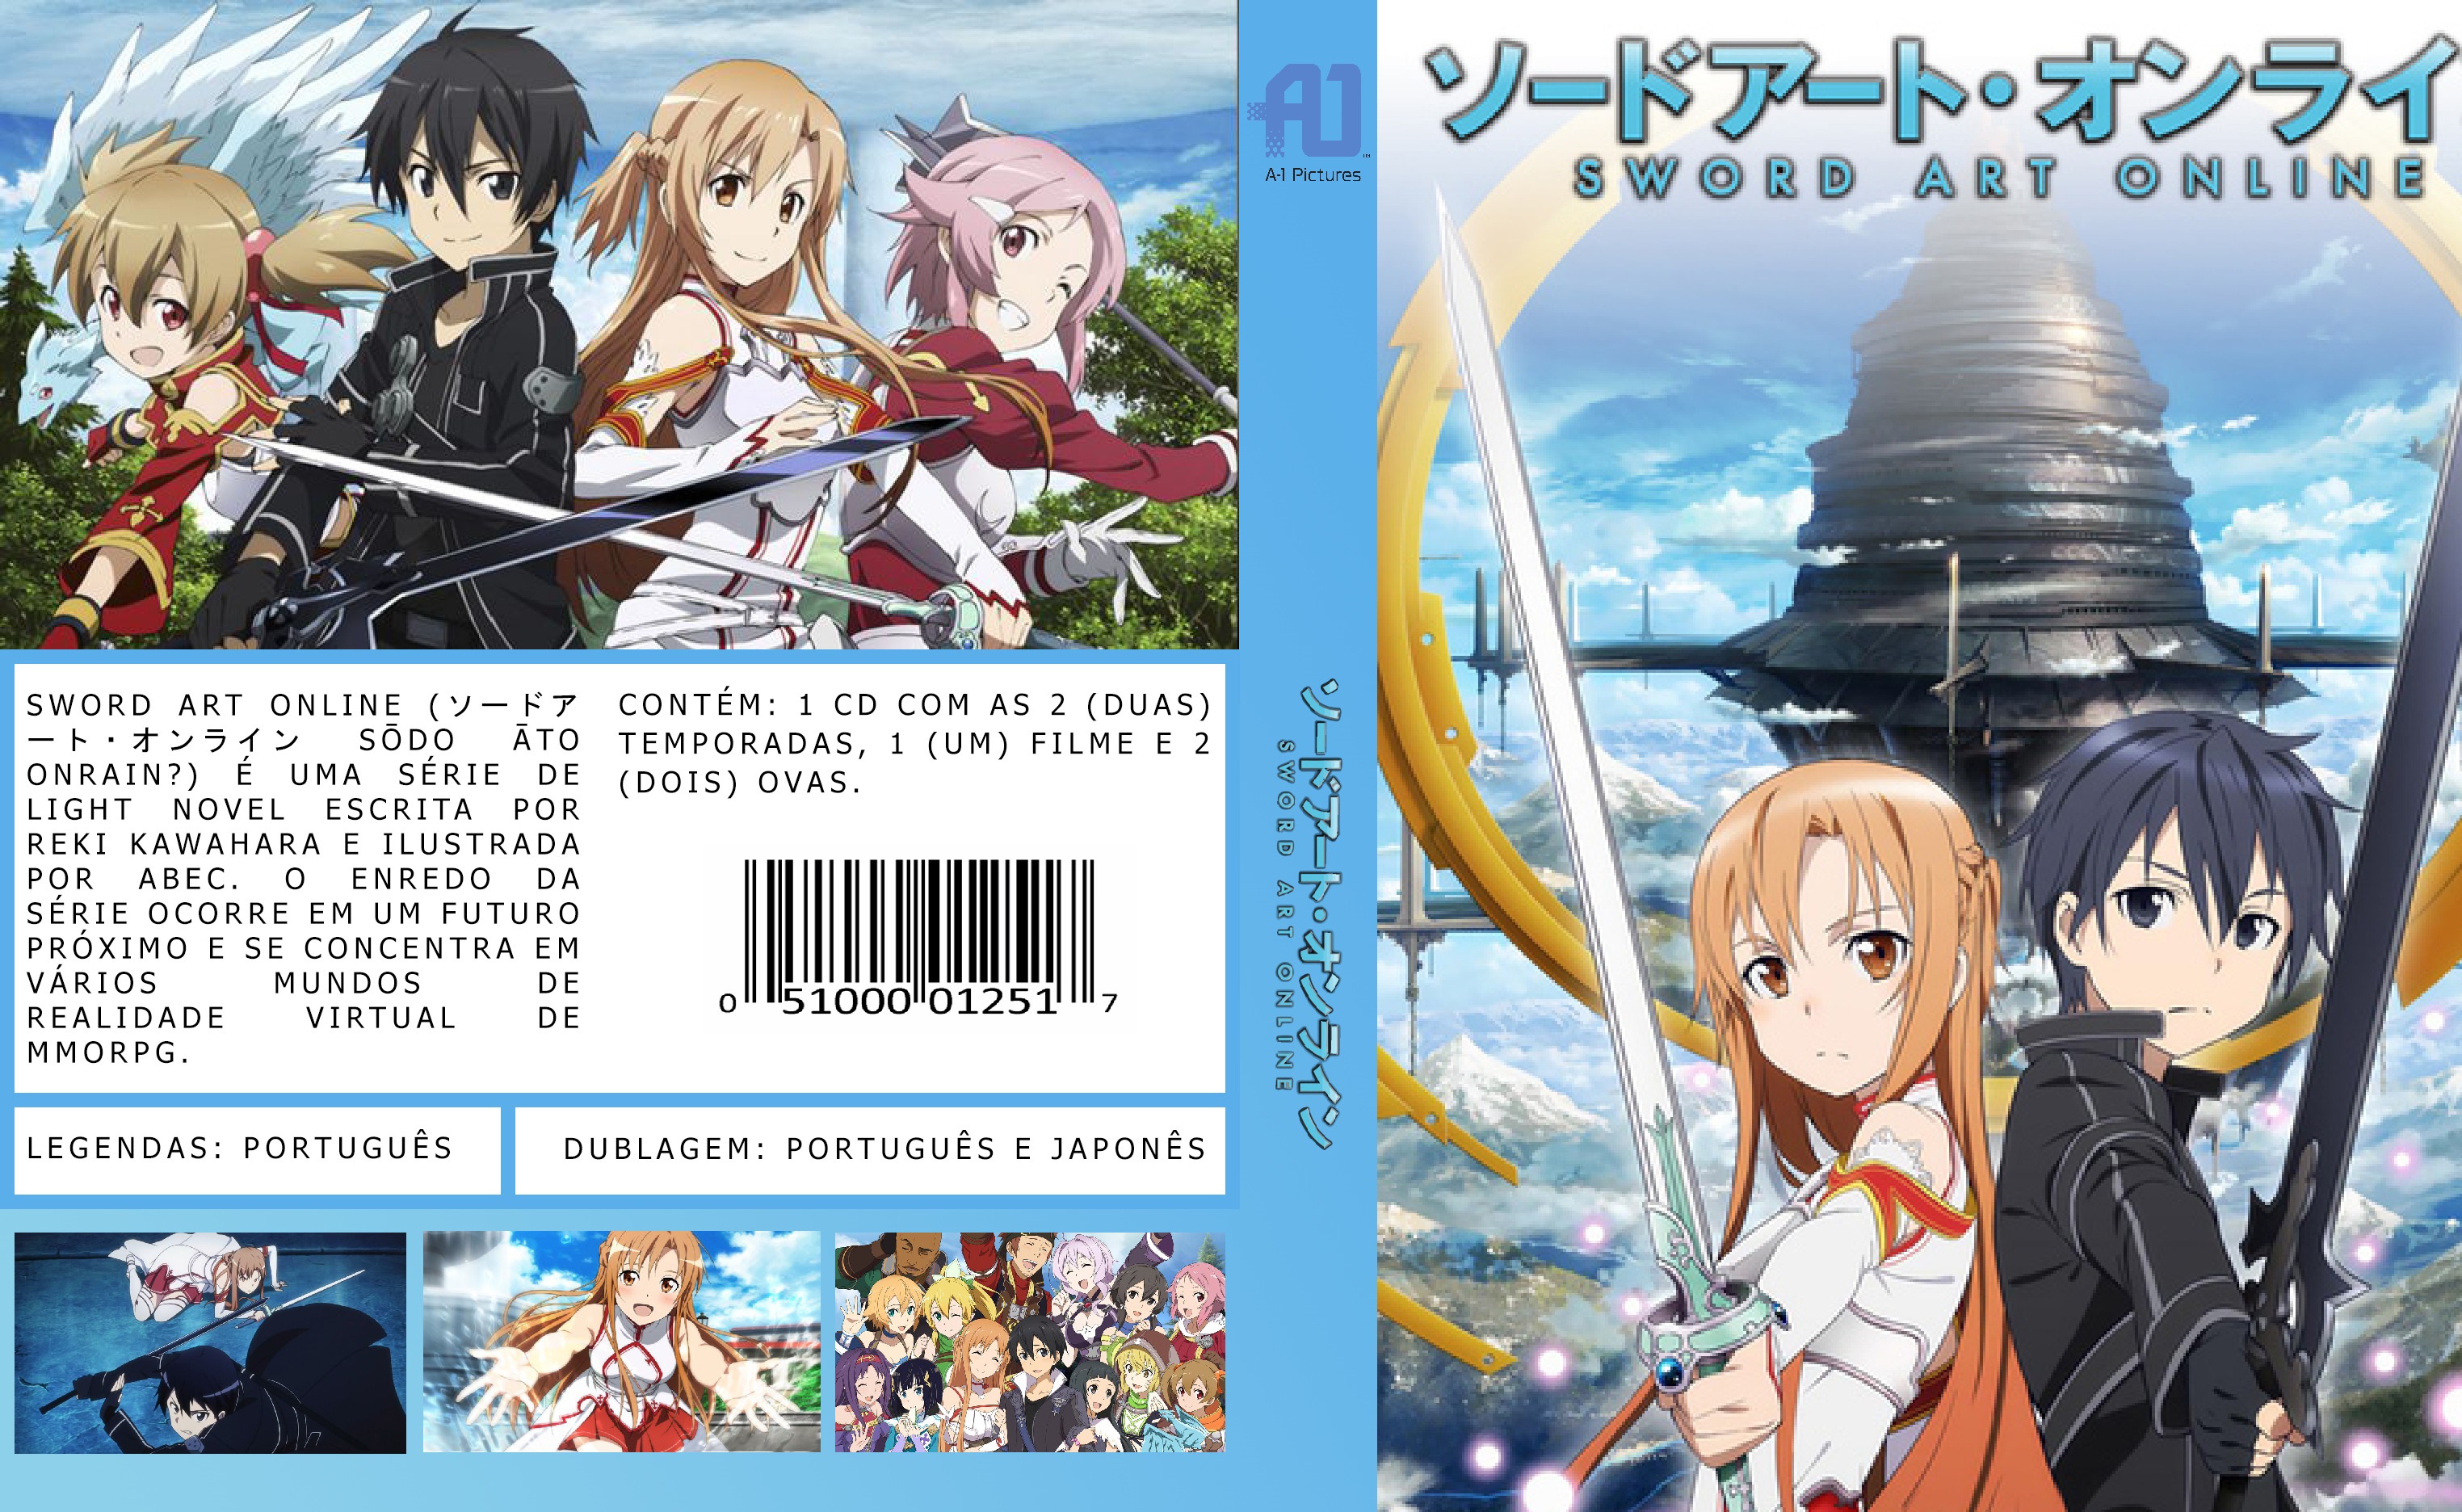 SWORD ART ONLINE (ソードア
ート・オンライン SŌDO ĀTO
ONRAIN?) É UMA SÉRIE DE
LIGHT NOVEL ESCRITA POR
REKI KAWAHARA E ILUSTRADA
POR ABEC. O ENREDO DA
SÉRIE OCORRE EM UM FUTURO
PRÓXIMO E SE CONCENTRA EM
VÁRIOS MUNDOS DE
REALIDADE VIRTUAL DE
MMORPG.
CONTÉM: 1 CD COM AS 2 (DUAS)
TEMPORADAS, 1 (UM) FILME E 2
(DOIS) OVAS.
0 51000 01251 7
LEGENDAS: PORTUGUÊS
DUBLAGEM: PORTUGUÊS E JAPONÊS
A1
A-1 Pictures
ソードアート・オンライン
SWORD ART ONLINE
ソードアート・オンライ
SWORD ART ONLINE